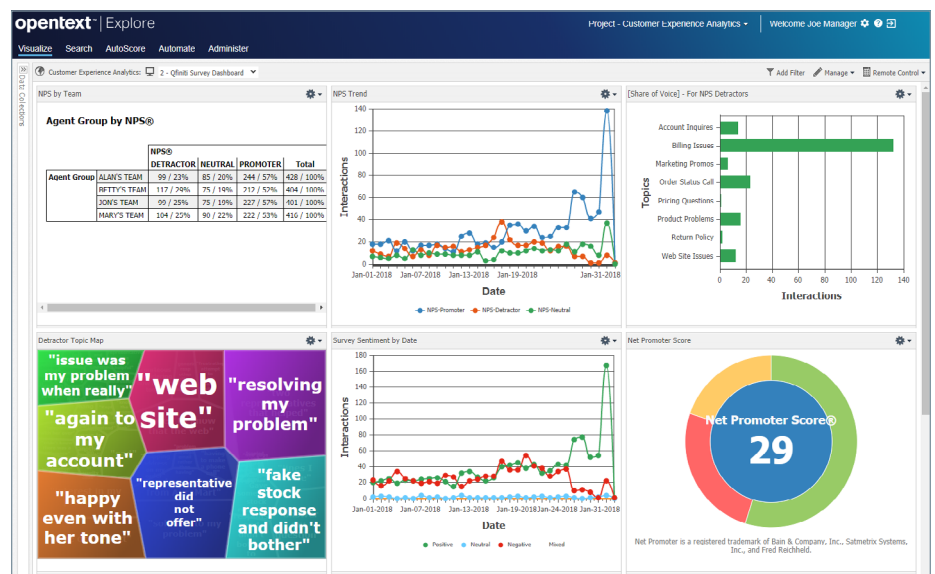 opentext™ | Explore
Project - Customer Experience Analytics
Welcome Joe Manager
Visualize Search AutoScore Automate Administer
Data Collections
Customer Experience Analytics: 2 - Qfiniti Survey Dashboard
Add Filter Manage Remote Control
NPS by Team
Agent Group by NPS®
NPS®
DETRACTOR NEUTRAL PROMOTER Total
Agent Group ALAN'S TEAM 99 / 23% 85 / 20% 244 / 57% 428 / 100%
BETTY'S TEAM 117 / 29% 75 / 19% 212 / 52% 404 / 100%
JON'S TEAM 99 / 25% 75 / 19% 227 / 57% 401 / 100%
MARY'S TEAM 104 / 25% 90 / 22% 222 / 53% 416 / 100%
NPS Trend
Interactions
140
120
100
80
60
40
20
0
Jan-01-2018 Jan-07-2018 Jan-13-2018 Jan-19-2018 Jan-31-2018
Date
NPS-Promoter NPS-Detractor NPS-Neutral
[Share of Voice] - For NPS Detractors
Topics
Account Inquires
Billing Issues
Marketing Promos
Order Status Call
Pricing Questions
Product Problems
Return Policy
Web Site Issues
0 20 40 60 80 100 120 140
Interactions
Detractor Topic Map
"issue was
my problem
when really"
"web
site"
"resolving
my
problem"
"again to
my
account"
"happy
even with
her tone"
"representative
did
not
offer"
"fake
stock
response
and didn't
bother"
Survey Sentiment by Date
Interactions
180
160
140
120
100
80
60
40
20
0
Jan-01-2018 Jan-07-2018 Jan-13-2018 Jan-19-2018 Jan-24-2018 Jan-31-2018
Date
Positive Neutral Negative Mixed
Net Promoter Score
Net Promoter Score®
29
Net Promoter is a registered trademark of Bain & Company, Inc., Satmetrix Systems,
Inc., and Fred Reichheld.